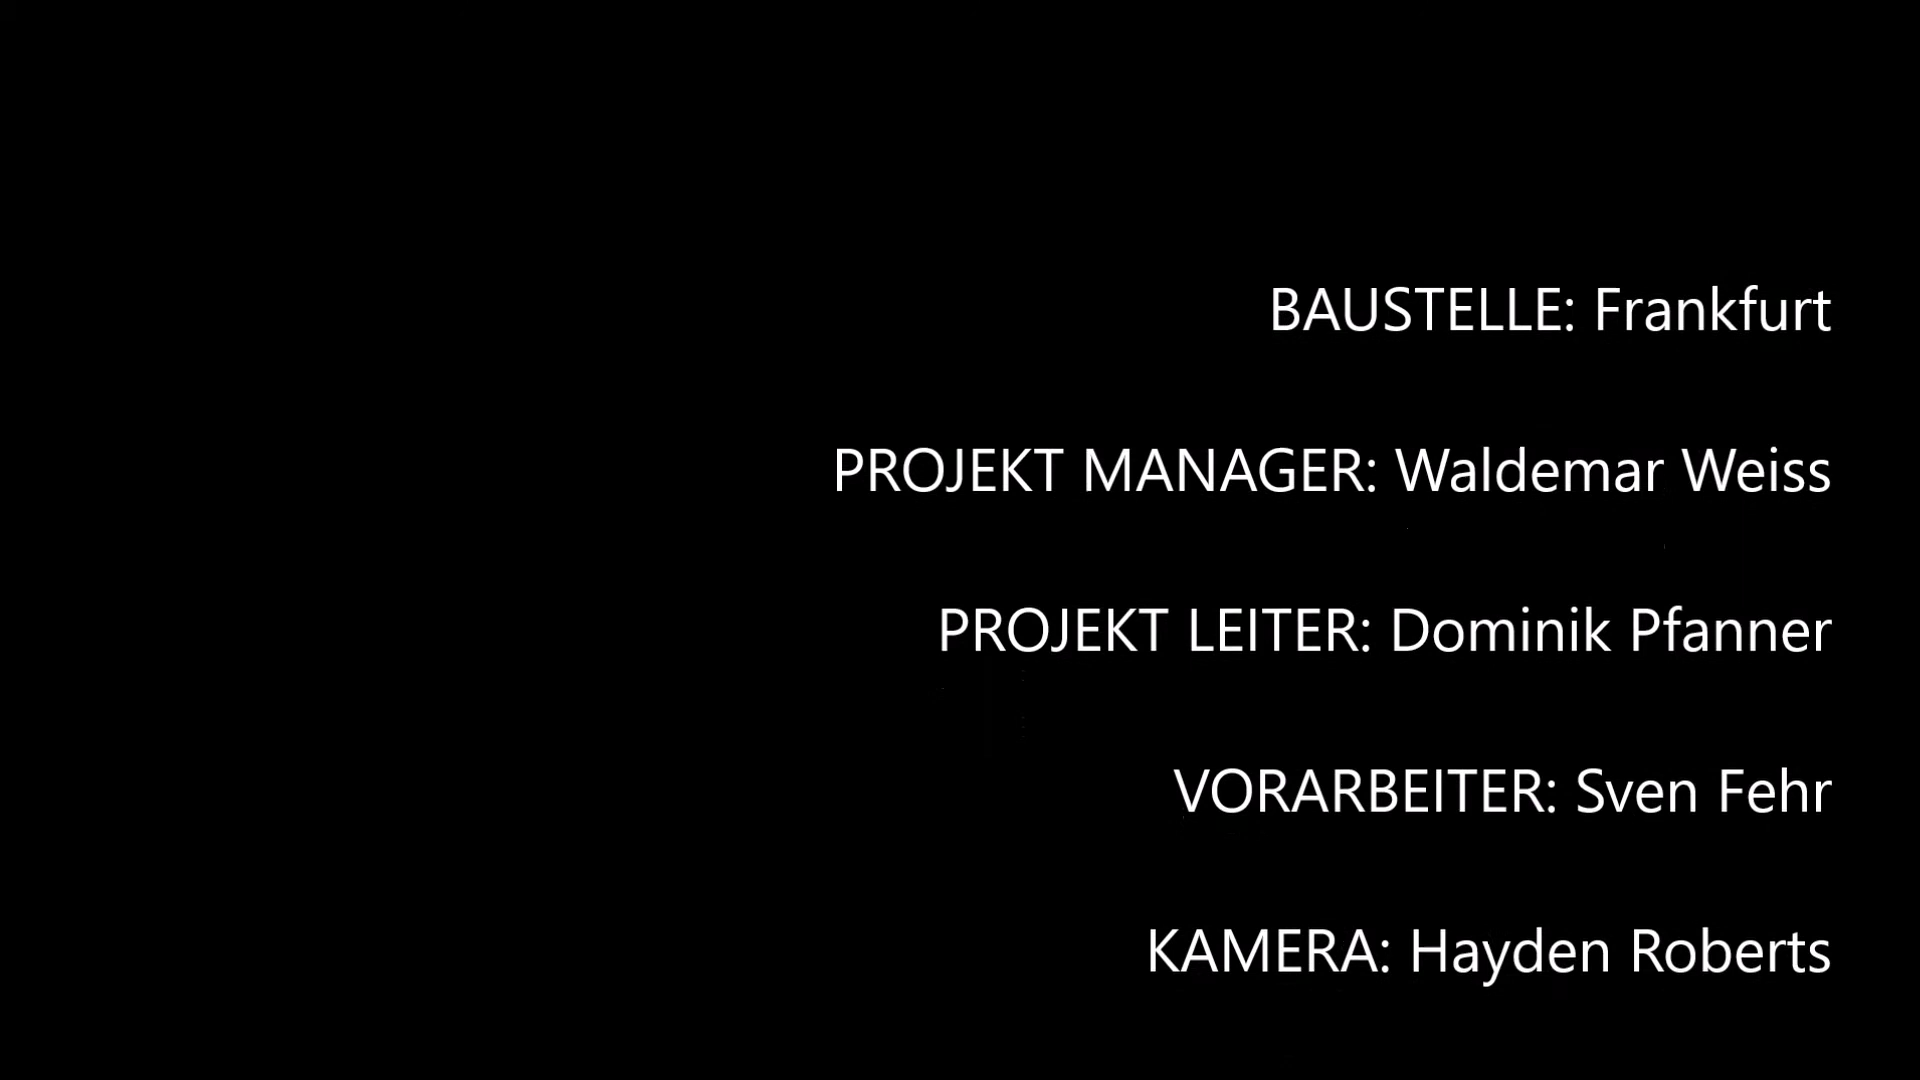 BAUSTELLE: Frankfurt
PROJEKT MANAGER: Waldemar Weiss
PROJEKT LEITER: Dominik Pfanner
VORARBEITER: Sven Fehr
KAMERA: Hayden Roberts